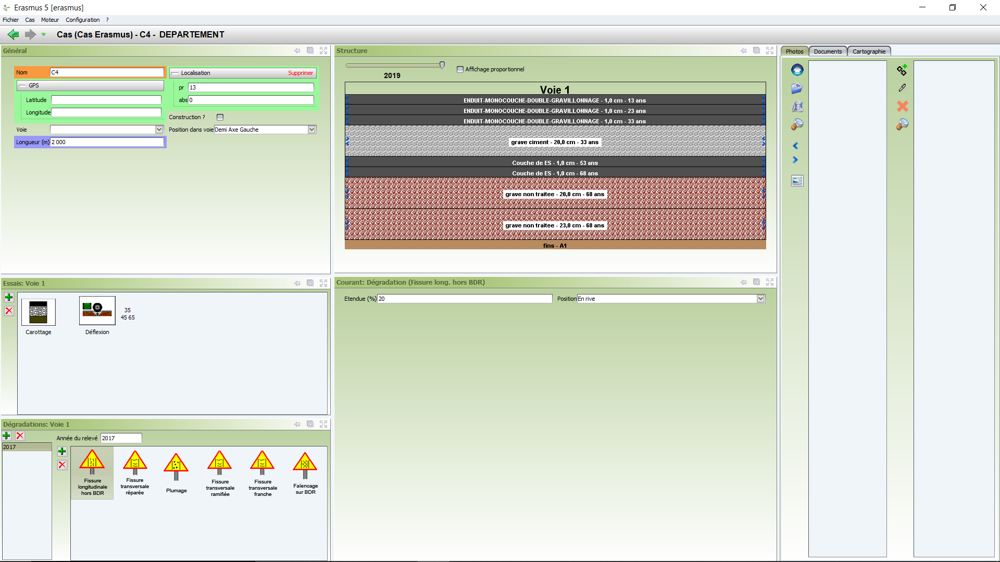 Erasmus 5 [erasmus]
Fichier Cas Moteur Configuration ?
Cas (Cas Erasmus) - C4 - DEPARTEMENT
Général
Nom C4
GPS
Latitude
Longitude
Voie
Longueur (m) 2 000
Localisation Supprimer
pr 13
abs 0
Construction ?
Position dans voie Demi Axe Gauche
Structure
2019
Affichage proportionnel
Voie 1
ENDUIT-MONOCOUCHE-DOUBLE-GRAVILLONNAGE - 1,0 cm - 13 ans
ENDUIT-MONOCOUCHE-DOUBLE-GRAVILLONNAGE - 1,0 cm - 23 ans
ENDUIT-MONOCOUCHE-DOUBLE-GRAVILLONNAGE - 1,0 cm - 33 ans
grave ciment - 20,0 cm - 33 ans
Couche de ES - 1,0 cm - 53 ans
Couche de ES - 1,0 cm - 68 ans
grave non traitee - 20,0 cm - 68 ans
grave non traitee - 23,0 cm - 68 ans
fins - A1
Photos Documents Cartographie
Essais: Voie 1
Carottage
Déflexion
35
45 65
Courant: Dégradation (Fissure long. hors BDR)
Etendue (%) 20
Position En rive
Dégradations: Voie 1
2017
Année du relevé 2017
Fissure
longitudinale
hors BDR
Fissure
transversale
réparée
Plumage
Fissure
transversale
ramifiée
Fissure
transversale
franche
Faïencage
sur BDR